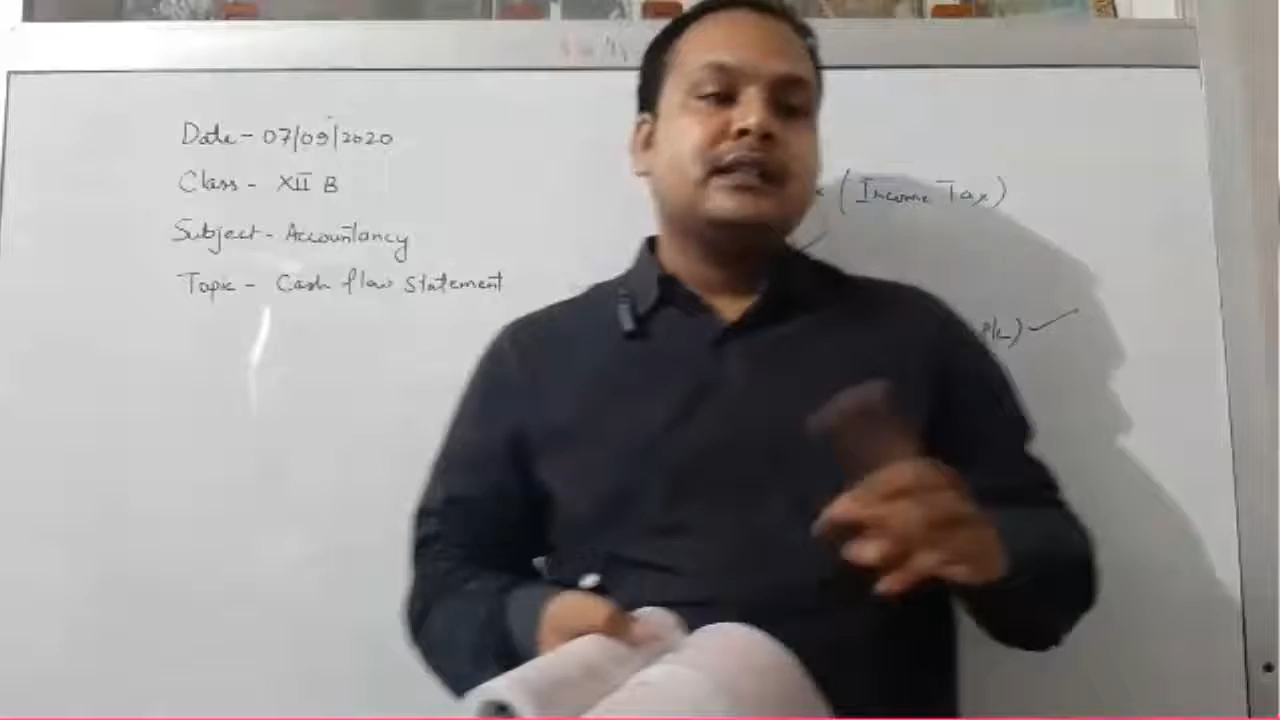 Date - 07/09/2020
Class - XII B
Subject - Accountancy
Topic - Cash flow Statement
(Income Tax)